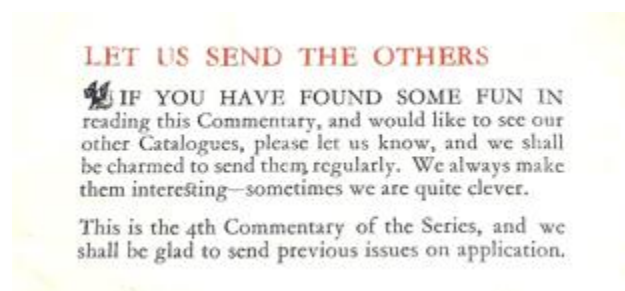 LET US SEND THE OTHERS
IF YOU HAVE FOUND SOME FUN IN
reading this Commentary, and would like to see our
other Catalogues, please let us know, and we shall
be charmed to send them regularly. We always make
them interesting—sometimes we are quite clever.
This is the 4th Commentary of the Series, and we
shall be glad to send previous issues on application.